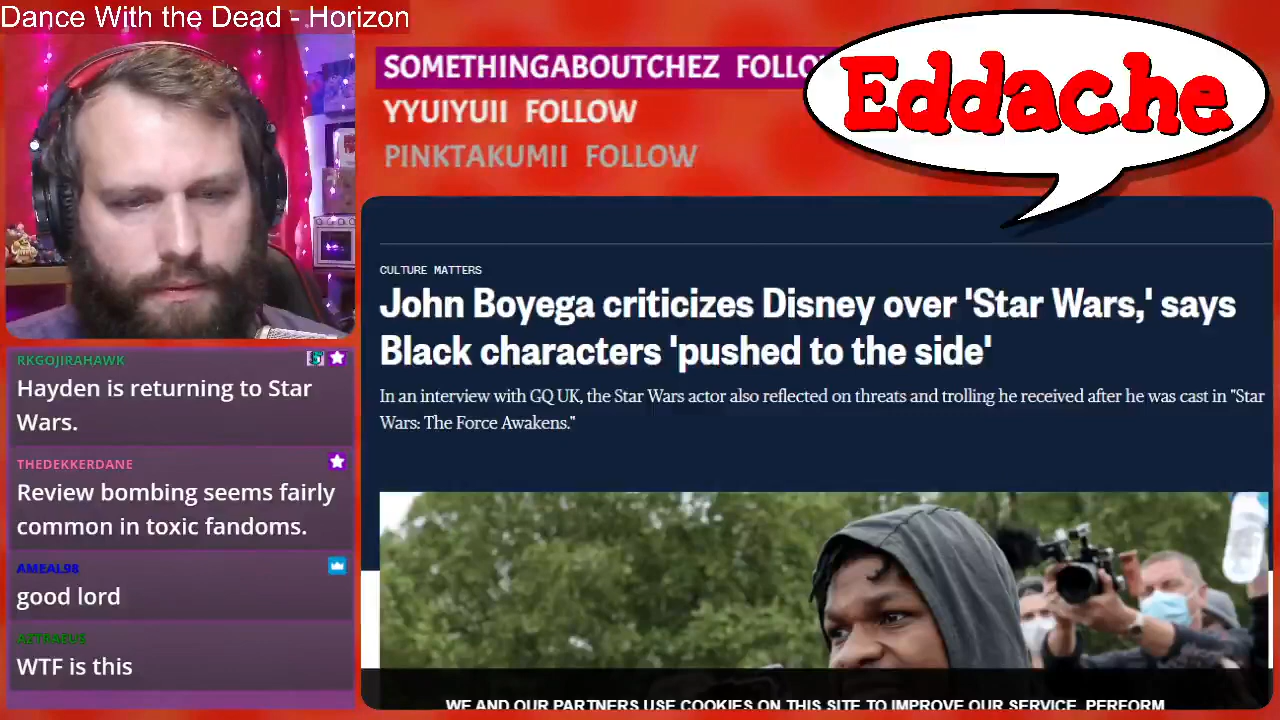 Dance With the Dead - Horizon
SOMETHINGABOUTCHEZ FOLLO
YYUIYUII FOLLOW
PINKTAKUMII FOLLOW
Eddache
CULTURE MATTERS
John Boyega criticizes Disney over 'Star Wars,' says
Black characters 'pushed to the side'
In an interview with GQ UK, the Star Wars actor also reflected on threats and trolling he received after he was cast in "Star
Wars: The Force Awakens."
RKGOJIRAHAWK
Hayden is returning to Star
Wars.
THEDEKKERDANE
Review bombing seems fairly
common in toxic fandoms.
AMEAL98
good lord
AZTRAEUS
WTF is this
WE AND OUR PARTNERS USE COOKIES ON THIS SITE TO IMPROVE OUR SERVICE, PERFORM